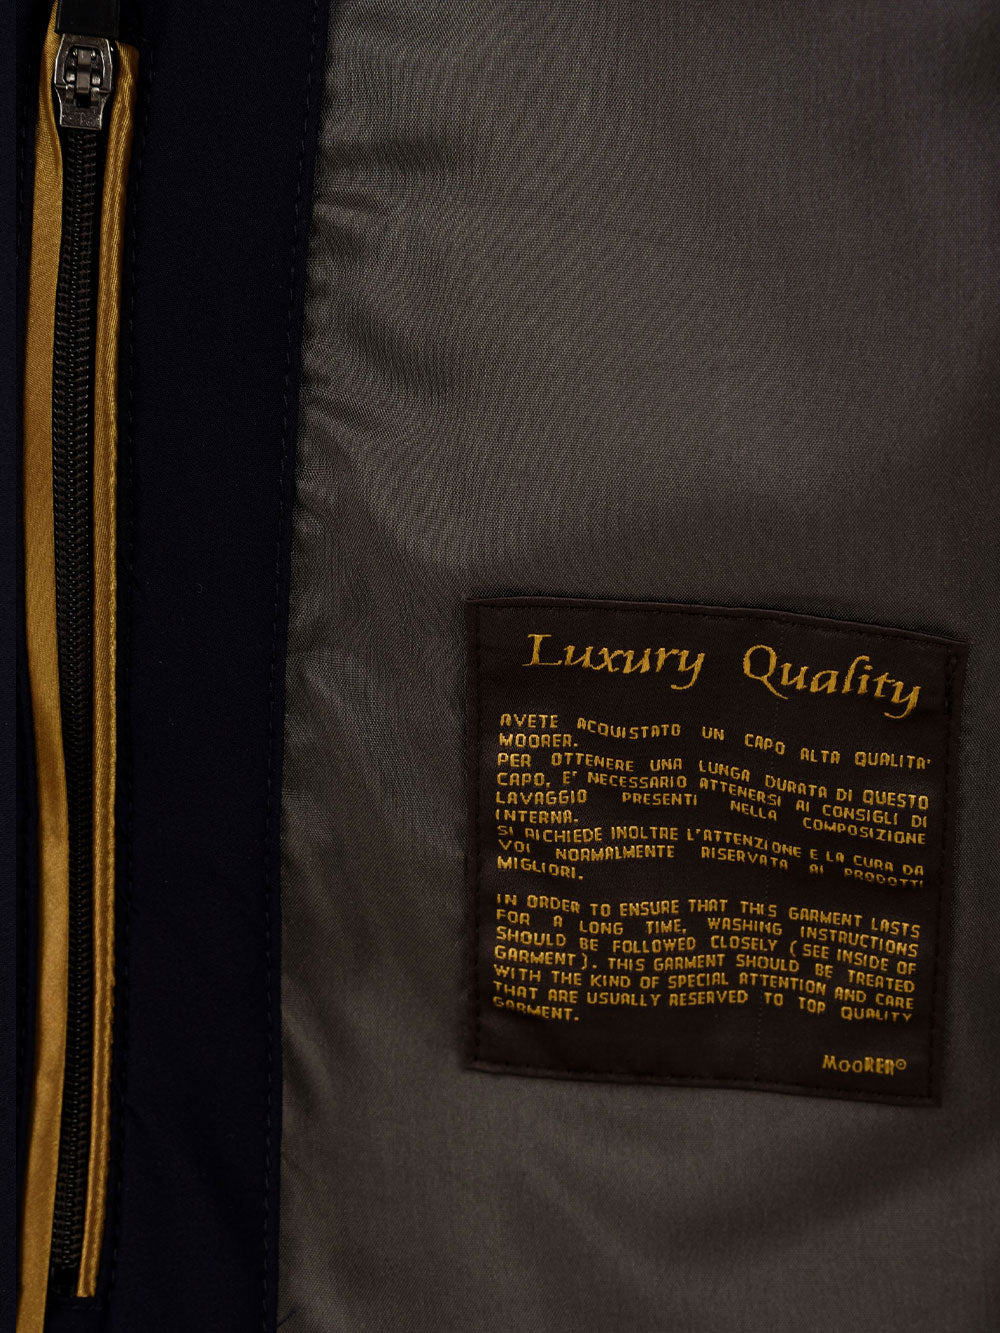 Luxury Quality
AVETE ACQUISTATO UN CAPO ALTA QUALITA'
MOORER.
PER OTTENERE UNA LUNGA DURATA DI QUESTO
CAPO, E' NECESSARIO ATTENERSI AI CONSIGLI DI
LAVAGGIO PRESENTI NELLA COMPOSIZIONE
INTERNA.
SI RICHIEDE INOLTRE L'ATTENZIONE E LA CURA DA
VOI NORMALMENTE RISERVATA AI PRODOTTI
MIGLIORI.
IN ORDER TO ENSURE THAT THIS GARMENT LASTS
FOR A LONG TIME, WASHING INSTRUCTIONS
SHOULD BE FOLLOWED CLOSELY (SEE INSIDE OF
GARMENT). THIS GARMENT SHOULD BE TREATED
WITH THE KIND OF SPECIAL ATTENTION AND CARE
THAT ARE USUALLY RESERVED TO TOP QUALITY
GARMENT.
MOORER©